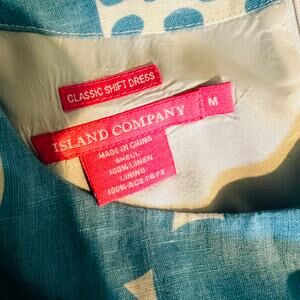 CLASSIC SHIFT DRESS
ISLAND COMPANY
M
MADE IN CHINA
SHELL:
100% LINEN
LINING:
100% ACETATE